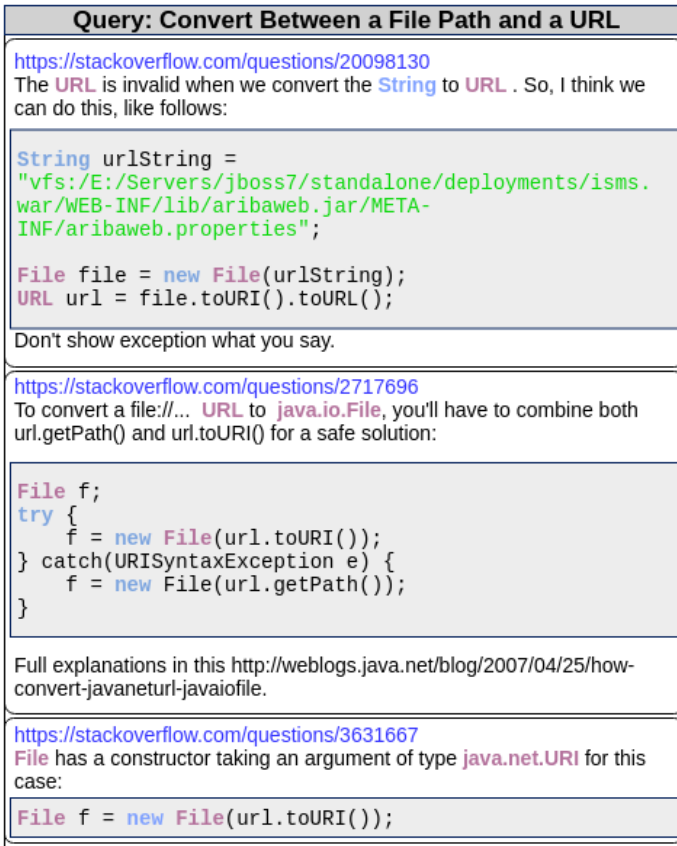 Query: Convert Between a File Path and a URL
https://stackoverflow.com/questions/20098130
The URL is invalid when we convert the String to URL . So, I think we
can do this, like follows:
String urlString =
"vfs:/E:/Servers/jboss7/standalone/deployments/isms.
war/WEB-INF/lib/aribaweb.jar/META-
INF/aribaweb.properties";
File file = new File(urlString);
URL url = file.toURI().toURL();
Don't show exception what you say.
https://stackoverflow.com/questions/2717696
To convert a file://... URL to java.io.File, you'll have to combine both
url.getPath() and url.toURI() for a safe solution:
File f;
try {
    f = new File(url.toURI());
} catch(URISyntaxException e) {
    f = new File(url.getPath());
}
Full explanations in this http://weblogs.java.net/blog/2007/04/25/how-
convert-javaneturl-javaiofile.
https://stackoverflow.com/questions/3631667
File has a constructor taking an argument of type java.net.URI for this
case:
File f = new File(url.toURI());